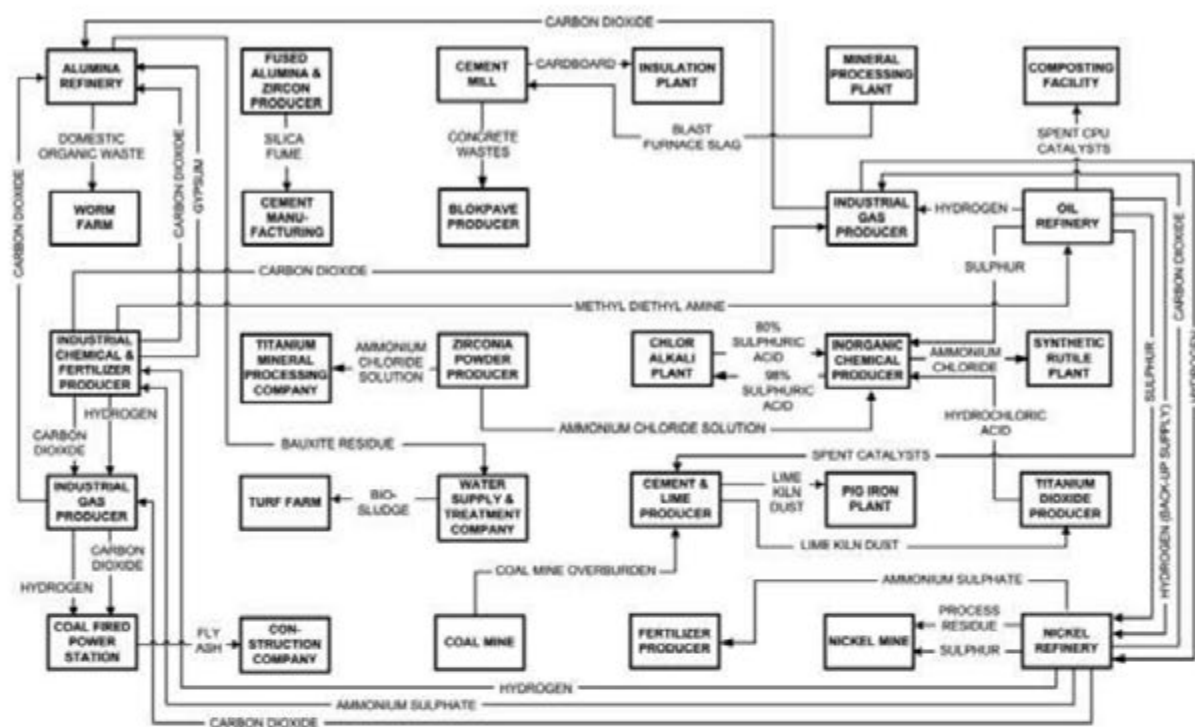 CARBON DIOXIDE
ALUMINA
REFINERY
FUSED
ALUMINA &
ZIRCON
PRODUCER
CEMENT
MILL
CARDBOARD
INSULATION
PLANT
MINERAL
PROCESSING
PLANT
COMPOSTING
FACILITY
DOMESTIC
ORGANIC WASTE
SILICA
FUME
CONCRETE
WASTES
BLAST
FURNACE SLAG
SPENT CPU
CATALYSTS
CARBON DIOXIDE
CARBON DIOXIDE
GYPSUM
WORM
FARM
CEMENT
MANU-
FACTURING
BLOKPAVE
PRODUCER
INDUSTRIAL
GAS
PRODUCER
HYDROGEN
OIL
REFINERY
CARBON DIOXIDE
SULPHUR
CARBON DIOXIDE
METHYL DIETHYL AMINE
INDUSTRIAL
CHEMICAL &
FERTILIZER
PRODUCER
TITANIUM
MINERAL
PROCESSING
COMPANY
AMMONIUM
CHLORIDE
SOLUTION
ZIRCONIA
POWDER
PRODUCER
CHLOR
ALKALI
PLANT
80%
SULPHURIC
ACID
98%
SULPHURIC
ACID
INORGANIC
CHEMICAL
PRODUCER
AMMONIUM
CHLORIDE
SYNTHETIC
RUTILE
PLANT
SULPHUR
HYDROGEN (BACK-UP SUPPLY)
HYDROGEN
HYDROGEN
CARBON
DIOIXDE
BAUXITE RESIDUE
AMMONIUM CHLORIDE SOLUTION
HYDROCHLORIC
ACID
SPENT CATALYSTS
INDUSTRIAL
GAS
PRODUCER
TURF FARM
BIO-
SLUDGE
WATER
SUPPLY &
TREATMENT
COMPANY
CEMENT &
LIME
PRODUCER
LIME
KILN
DUST
PIG IRON
PLANT
TITANIUM
DIOXIDE
PRODUCER
LIME KILN DUST
CARBON
DIOXIDE
HYDROGEN
COAL MINE OVERBURDEN
AMMONIUM SULPHATE
COAL FIRED
POWER
STATION
FLY
ASH
CON-
STRUCTION
COMPANY
COAL MINE
FERTILIZER
PRODUCER
NICKEL MINE
PROCESS
RESIDUE
SULPHUR
NICKEL
REFINERY
HYDROGEN
AMMONIUM SULPHATE
CARBON DIOXIDE